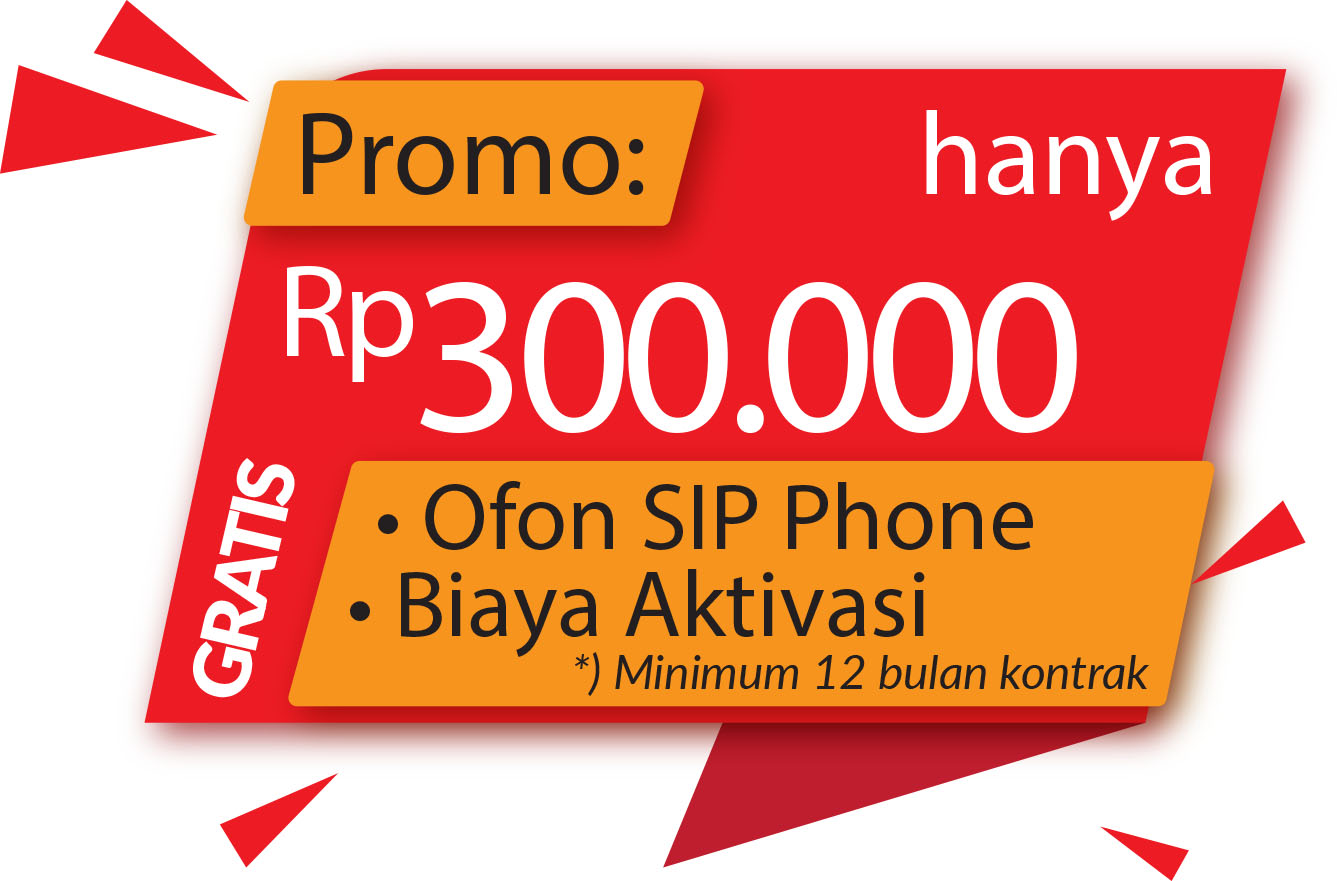 Promo: hanya
Rp300.000
GRATIS
• Ofon SIP Phone
• Biaya Aktivasi
*) Minimum 12 bulan kontrak